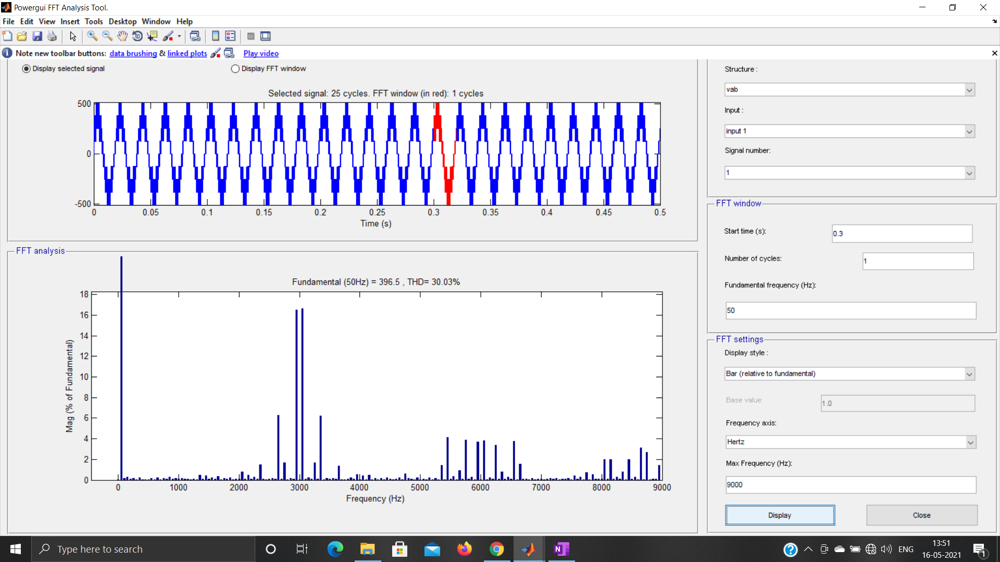 Powergui FFT Analysis Tool.
File Edit View Insert Tools Desktop Window Help
Note new toolbar buttons: data brushing & linked plots Play video
Display selected signal Display FFT window
Selected signal: 25 cycles. FFT window (in red): 1 cycles
500
0
-500
0 0.05 0.1 0.15 0.2 0.25 0.3 0.35 0.4 0.45 0.5
Time (s)
FFT analysis
Fundamental (50Hz) = 396.5 , THD= 30.03%
18
16
14
12
10
8
6
4
2
0
Mag (% of Fundamental)
0 1000 2000 3000 4000 5000 6000 7000 8000 9000
Frequency (Hz)
Structure :
vab
Input :
input 1
Signal number:
1
FFT window
Start time (s):
0.3
Number of cycles:
1
Fundamental frequency (Hz):
50
FFT settings
Display style :
Bar (relative to fundamental)
Base value:
1.0
Frequency axis:
Hertz
Max Frequency (Hz):
9000
Display Close
Type here to search
N
ENG
13:51
16-05-2021
1